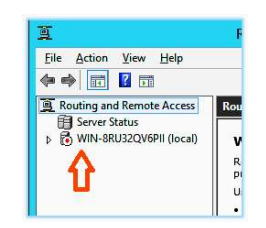 File Action View Help
Routing and Remote Access
Rou
Server Status
WIN-8RU32QV6PII (local)